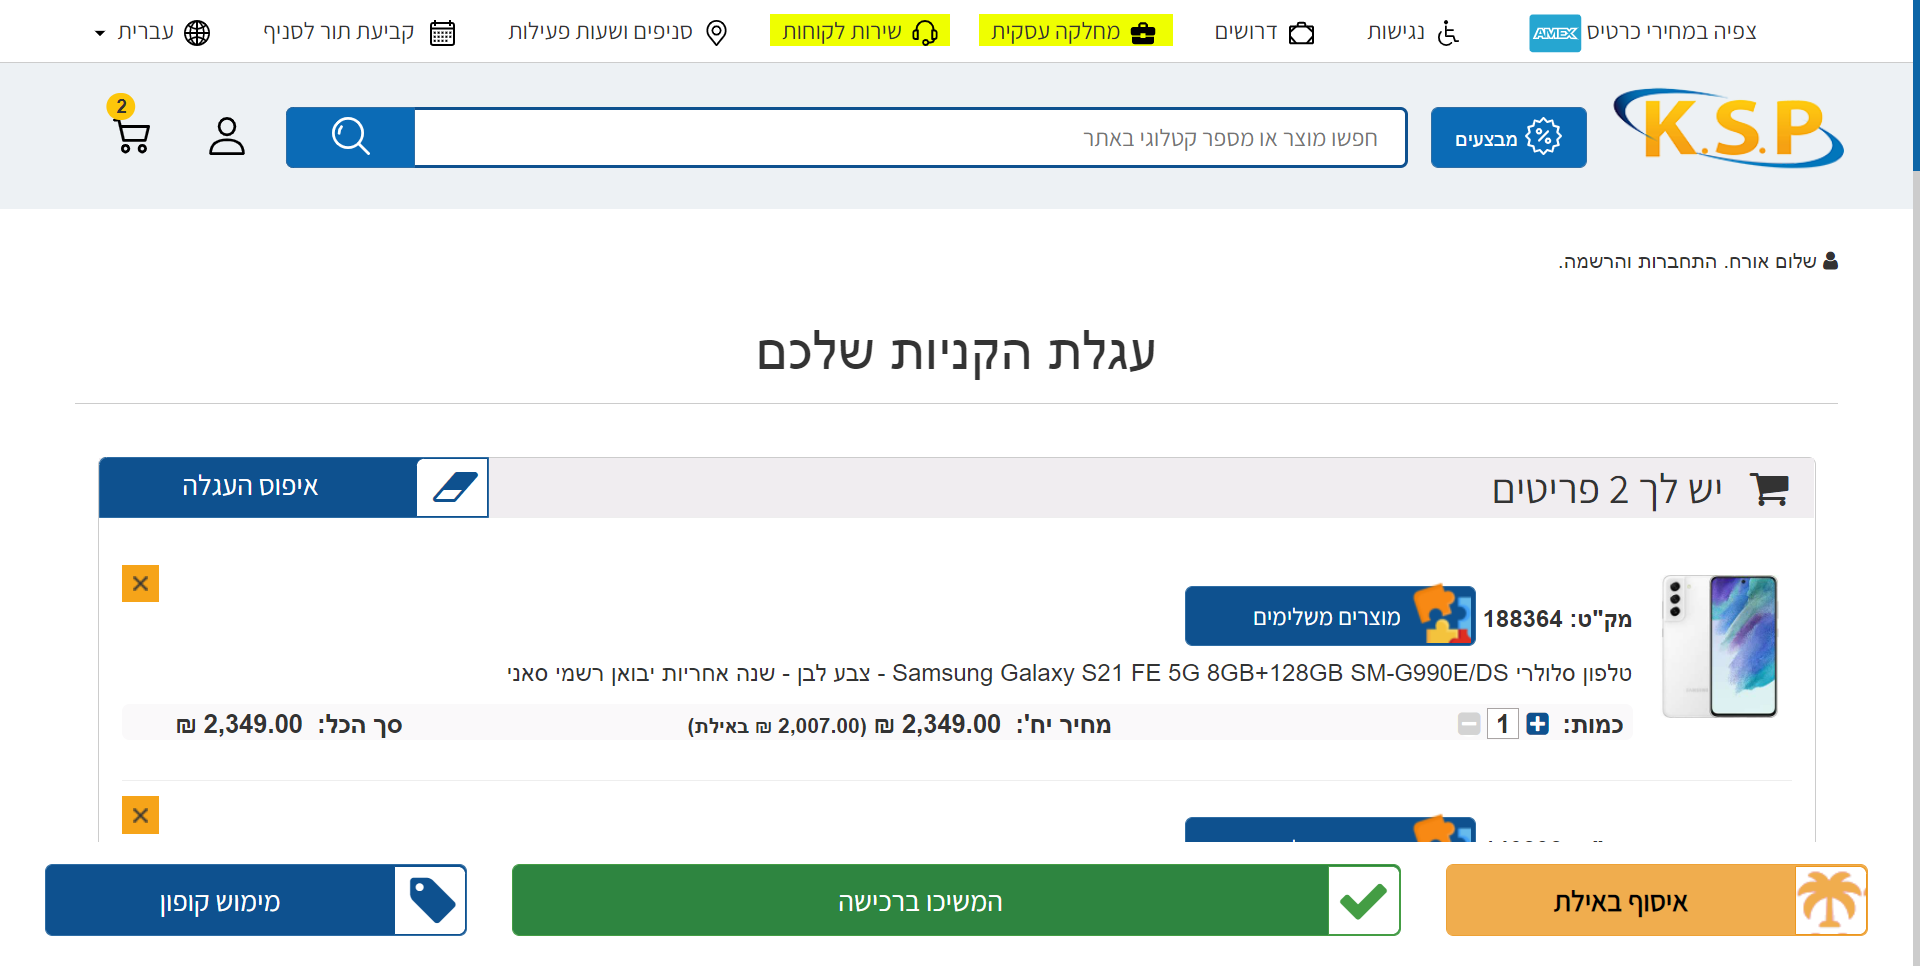 צפיה במחירי כרטיס AMEX
נגישות
דרושים
מחלקה עסקית
שירות לקוחות
סניפים ושעות פעילות
קביעת תור לסניף
עברית
K.S.P
מבצעים
חפשו מוצר או מספר קטלוגי באתר
2
שלום אורח. התחברות והרשמה.
עגלת הקניות שלכם
יש לך 2 פריטים
איפוס העגלה
מק"ט: 188364
מוצרים משלימים
טלפון סלולרי Samsung Galaxy S21 FE 5G 8GB+128GB SM-G990E/DS - צבע לבן - שנה אחריות יבואן רשמי סאני
כמות: 1
מחיר יח': 2,349.00 ₪ (2,007.00 ₪ באילת)
סך הכל: 2,349.00 ₪
איסוף באילת
המשיכו ברכישה
מימוש קופון